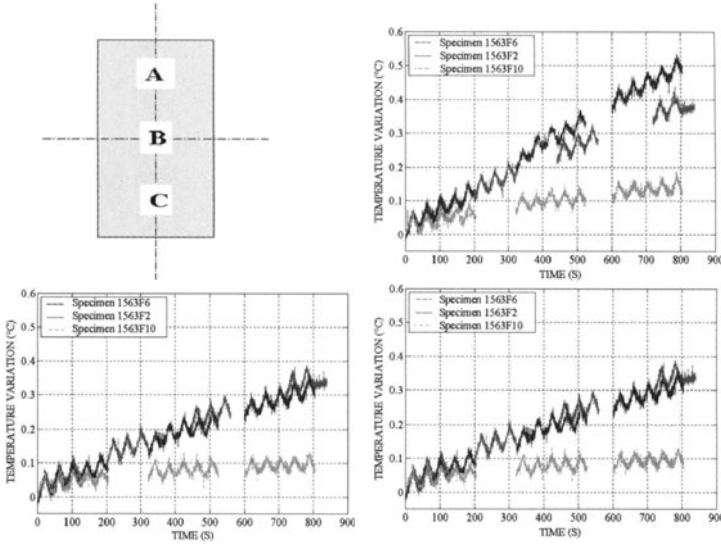 A
B
C
Specimen 1563F6
Specimen 1563F2
Specimen 1563F10
TEMPERATURE VARIATION (°C)
0.6
0.5
0.4
0.3
0.2
0.1
0
0 100 200 300 400 500 600 700 800 900
TIME (S)
Specimen 1563F6
Specimen 1563F2
Specimen 1563F10
TEMPERATURE VARIATION (°C)
0.6
0.5
0.4
0.3
0.2
0.1
0
0 100 200 300 400 500 600 700 800 900
TIME (S)
Specimen 1563F6
Specimen 1563F2
Specimen 1563F10
TEMPERATURE VARIATION (°C)
0.6
0.5
0.4
0.3
0.2
0.1
0
0 100 200 300 400 500 600 700 800 900
TIME (S)